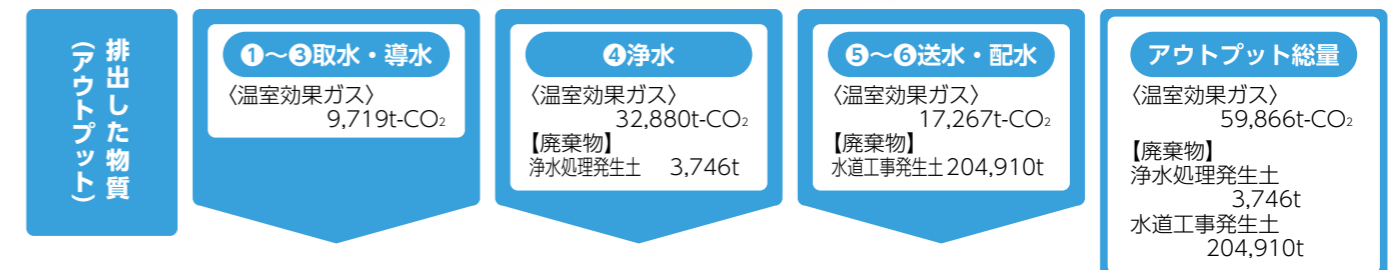 排出した物質
(アウトプット)
❶〜❸取水・導水
〈温室効果ガス〉
9,719t-CO₂
❹浄水
〈温室効果ガス〉
32,880t-CO₂
【廃棄物】
浄水処理発生土 3,746t
❺〜❻送水・配水
〈温室効果ガス〉
17,267t-CO₂
【廃棄物】
水道工事発生土 204,910t
アウトプット総量
〈温室効果ガス〉
59,866t-CO₂
【廃棄物】
浄水処理発生土
3,746t
水道工事発生土
204,910t